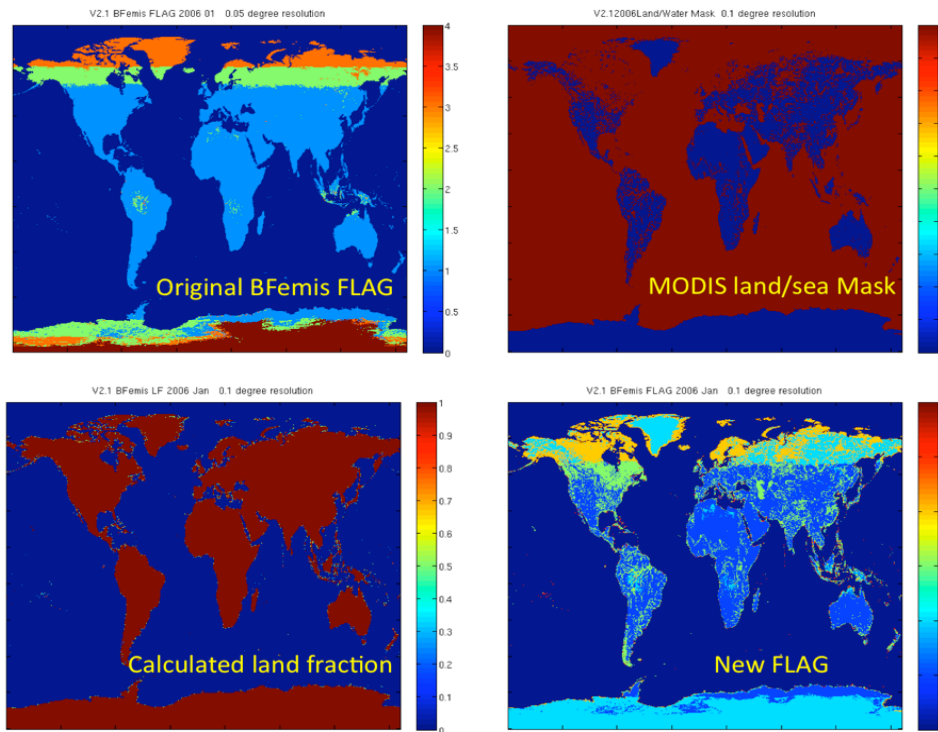 V2.1 BFemis FLAG 2006 01 0.05 degree resolution
4
3.5
3
2.5
2
1.5
1
0.5
0
Original BFemis FLAG
V2.12006Land/Water Mask 0.1 degree resolution
MODIS land/sea Mask
V2.1 BFemis LF 2006 Jan 0.1 degree resolution
1
0.9
0.8
0.7
0.6
0.5
0.4
0.3
0.2
0.1
0
Calculated land fraction
V2.1 BFemis FLAG 2006 Jan 0.1 degree resolution
New FLAG